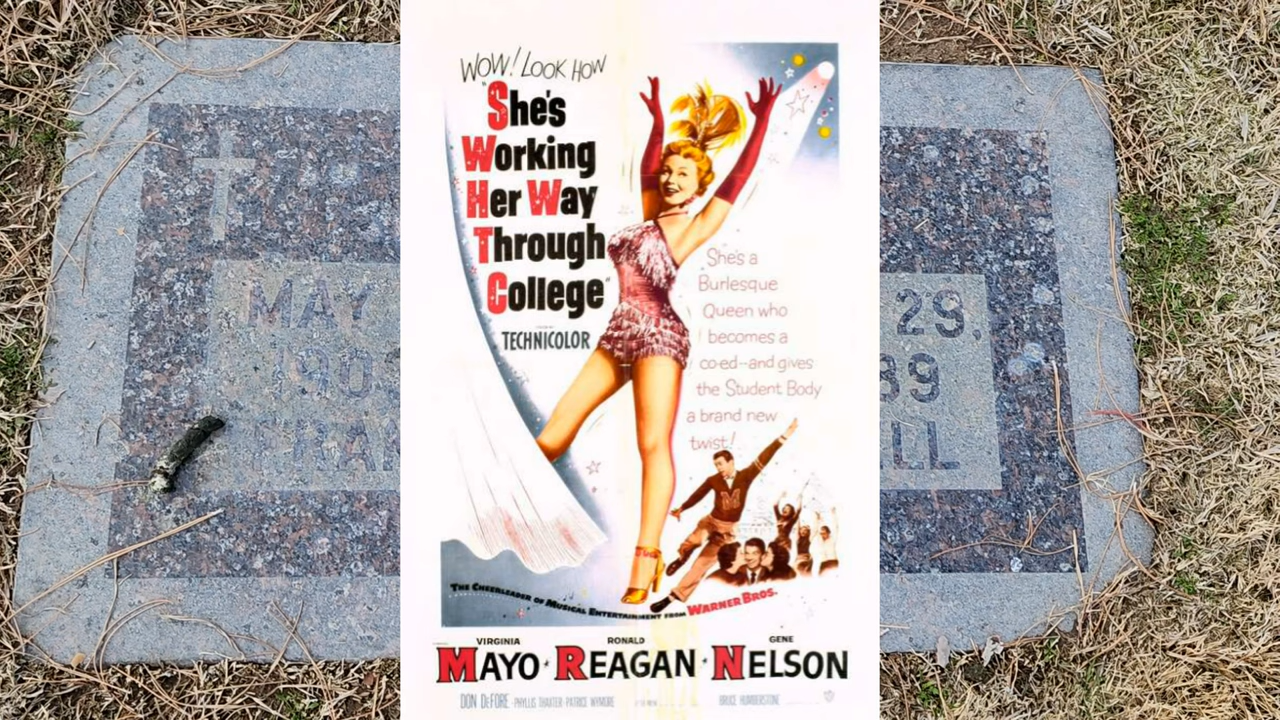 WOW! LOOK HOW
"She's
Working
Her Way
Through
College"
TECHNICOLOR
She's a
Burlesque
Queen who
becomes a
co-ed--and gives
the Student Body
a brand new
twist!
M
THE CHEERLEADER OF MUSICAL ENTERTAINMENT FROM WARNER BROS.
VIRGINIA RONALD GENE
MAYO · REAGAN · NELSON
DON DEFORE · PHYLLIS THAXTER · PATRICE WYMORE
BRUCE HUMBERSTONE
MAY
29,
190
89
LL